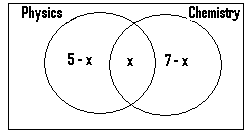 Physics Chemistry
5 - x x 7 - x